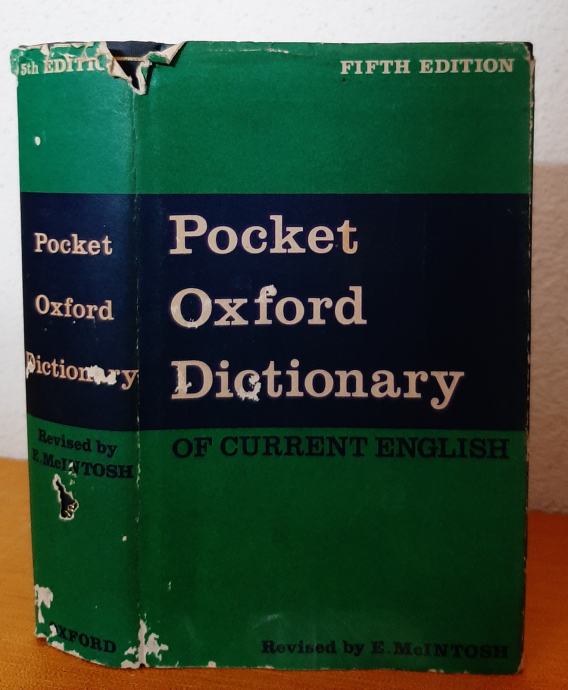 5th EDITI
Pocket
Oxford
Dictionary
Revised by
E. McINTOSH
OXFORD
FIFTH EDITION
Pocket
Oxford
Dictionary
OF CURRENT ENGLISH
Revised by E. McINTOSH